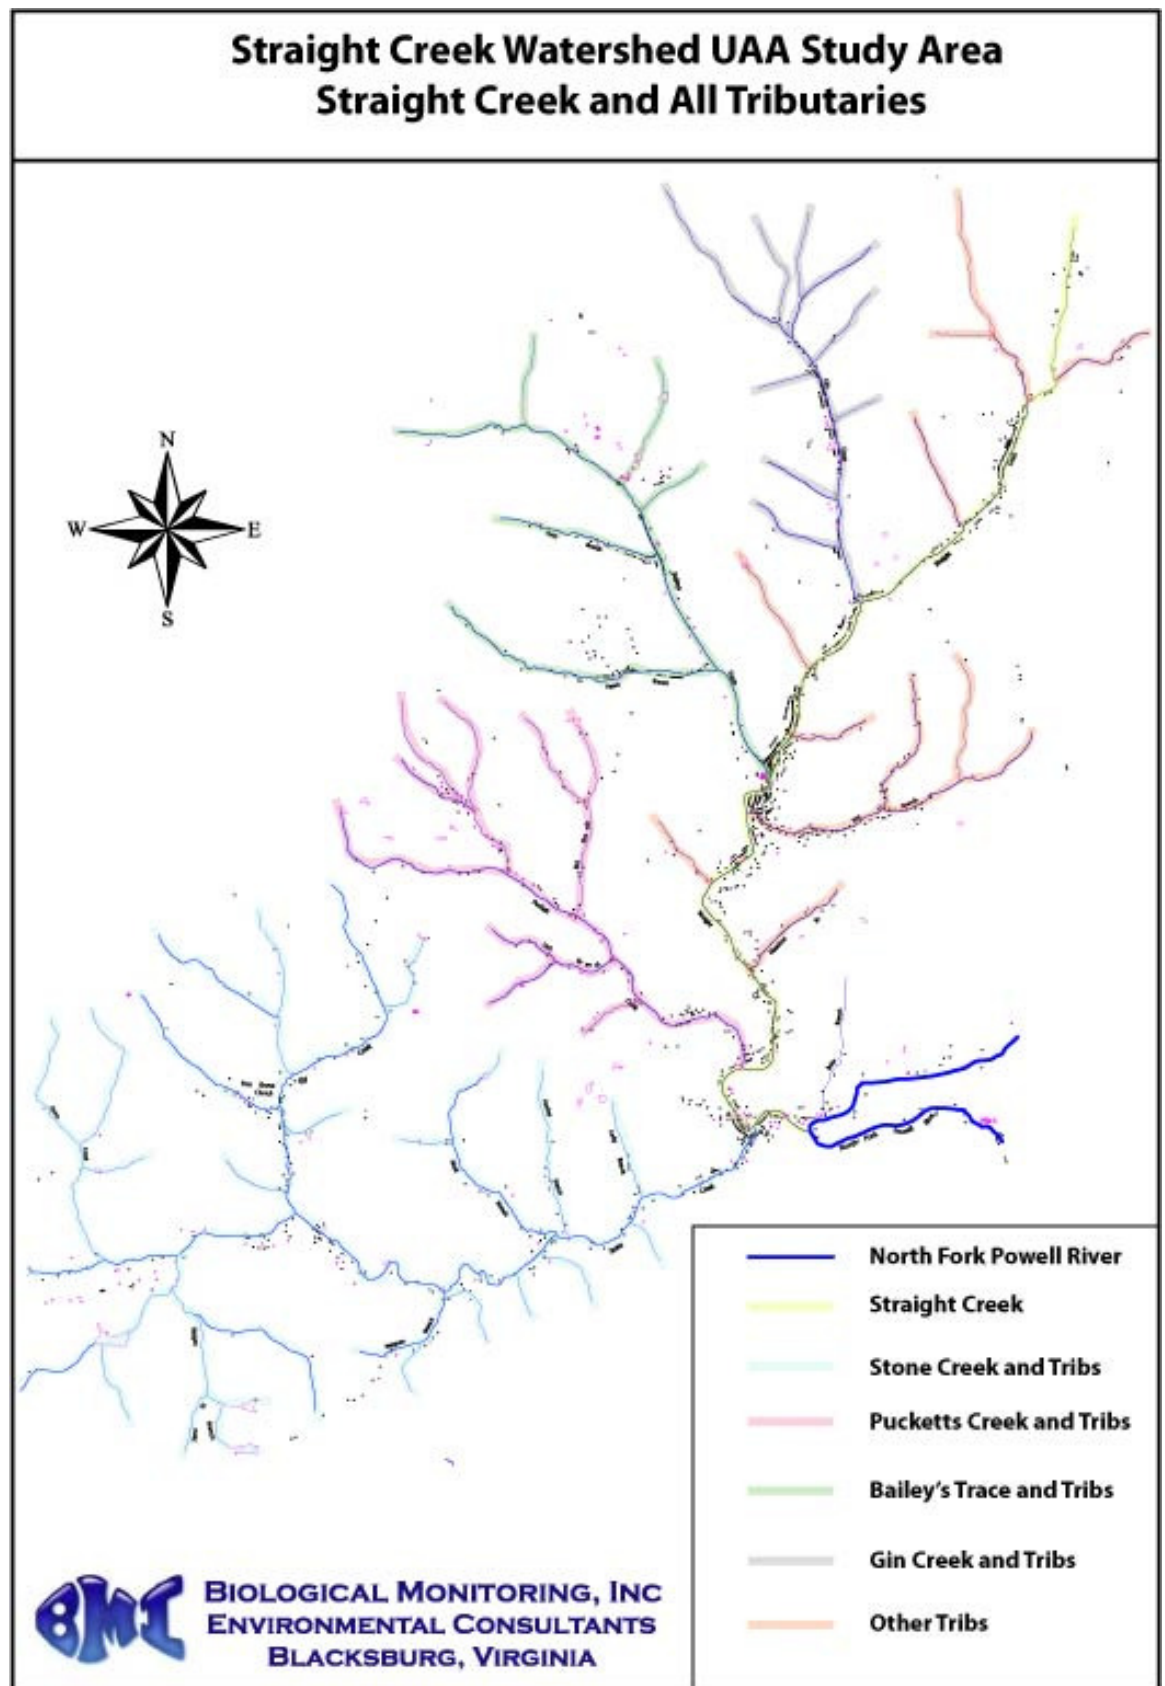 Straight Creek Watershed UAA Study Area
Straight Creek and All Tributaries
N
W
E
S
North Fork Powell River
Straight Creek
Stone Creek and Tribs
Pucketts Creek and Tribs
Bailey's Trace and Tribs
Gin Creek and Tribs
Other Tribs
BMI
BIOLOGICAL MONITORING, INC
ENVIRONMENTAL CONSULTANTS
BLACKSBURG, VIRGINIA